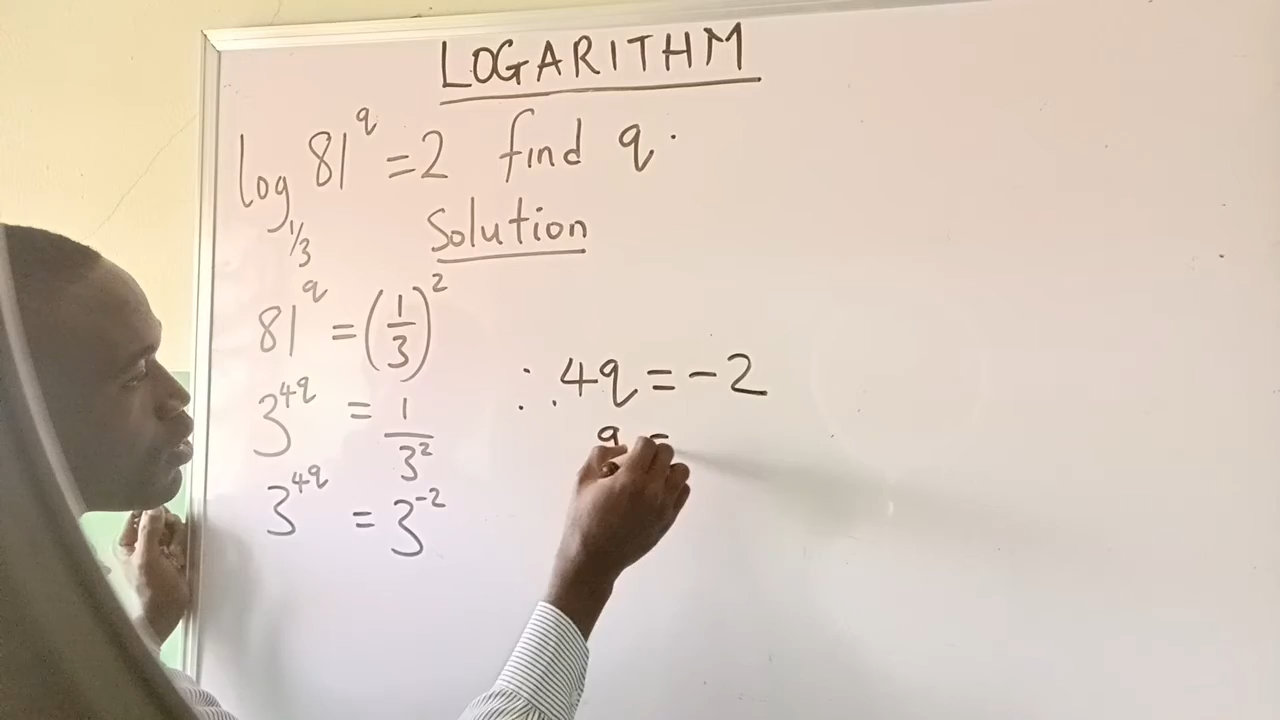 LOGARITHM
log_{1/3} 81^q = 2 find q.
Solution
81^q = (1/3)^2
3^{4q} = 1/3^2
3^{4q} = 3^{-2}
∴ 4q = -2
q =